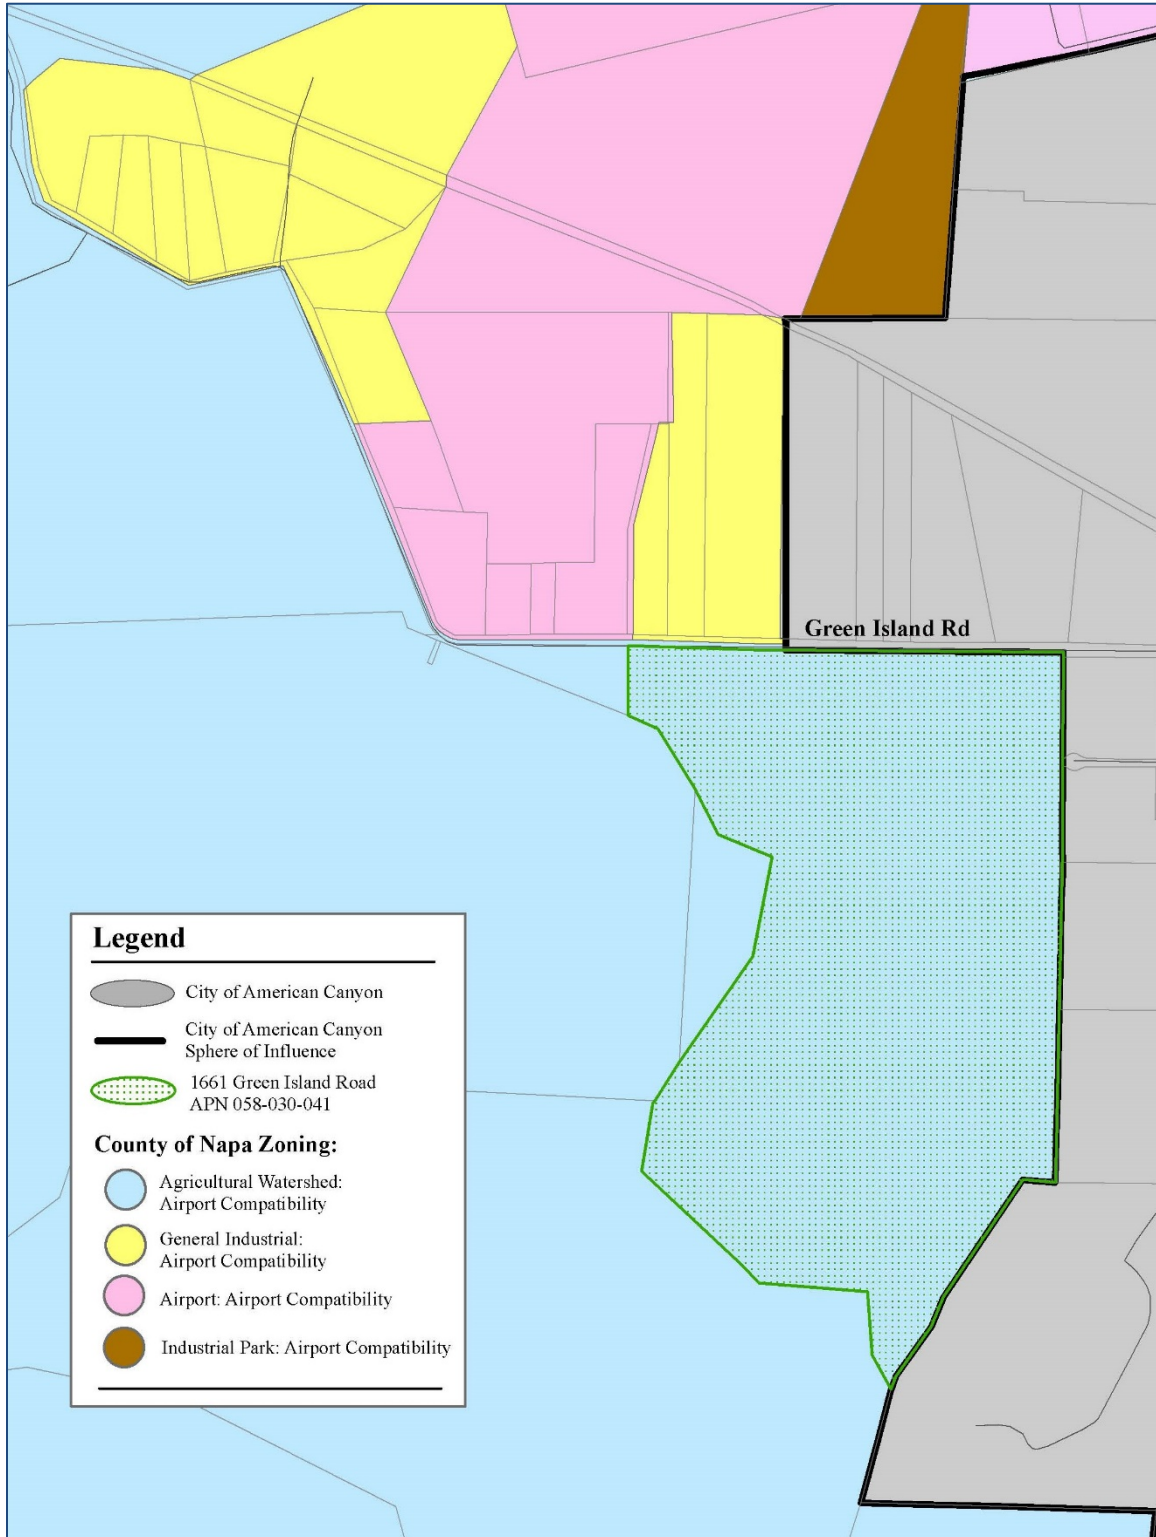 Green Island Rd
Legend
City of American Canyon
City of American Canyon
Sphere of Influence
1661 Green Island Road
APN 058-030-041
County of Napa Zoning:
Agricultural Watershed:
Airport Compatibility
General Industrial:
Airport Compatibility
Airport: Airport Compatibility
Industrial Park: Airport Compatibility